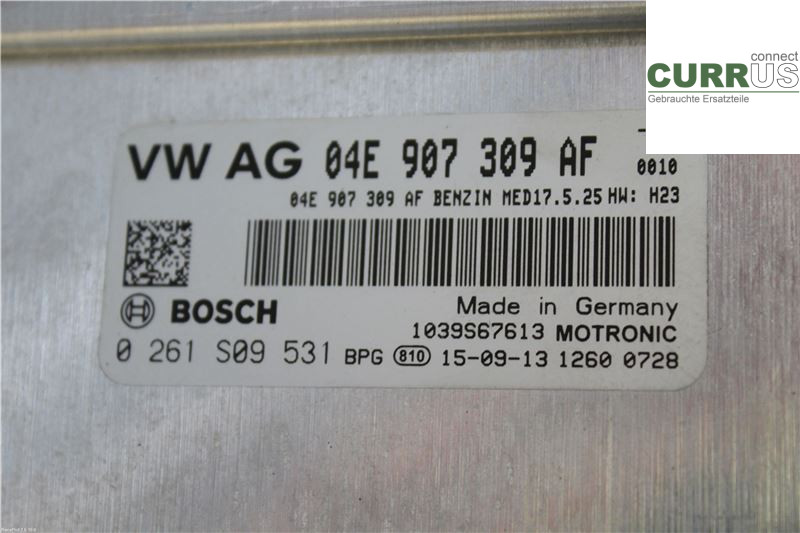 connect
CURRUS
Gebrauchte Ersatzteile
VW AG 04E 907 309 AF
0010
04E 907 309 AF BENZIN MED17.5.25 HW: H23
BOSCH
Made in Germany
1039S67613 MOTRONIC
0 261 S09 531 BPG 810 15-09-13 1260 0728